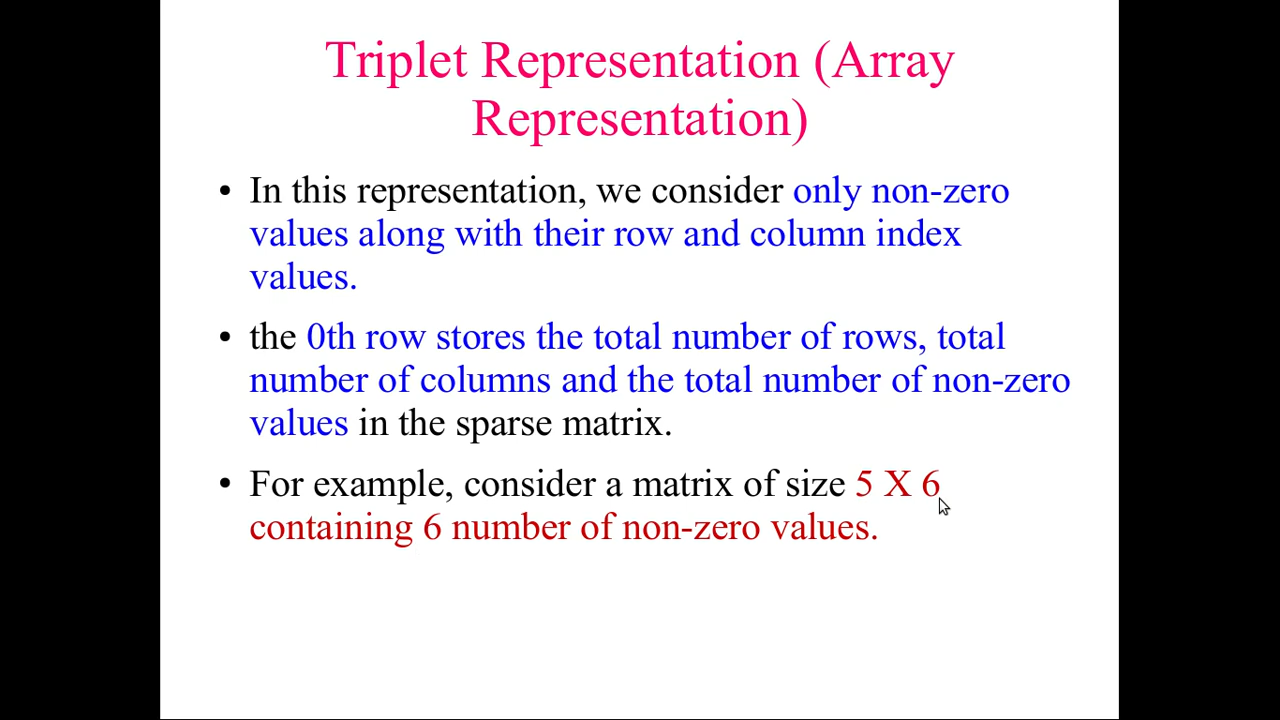 Triplet Representation (Array
Representation)
• In this representation, we consider only non-zero
values along with their row and column index
values.
• the 0th row stores the total number of rows, total
number of columns and the total number of non-zero
values in the sparse matrix.
• For example, consider a matrix of size 5 X 6
containing 6 number of non-zero values.